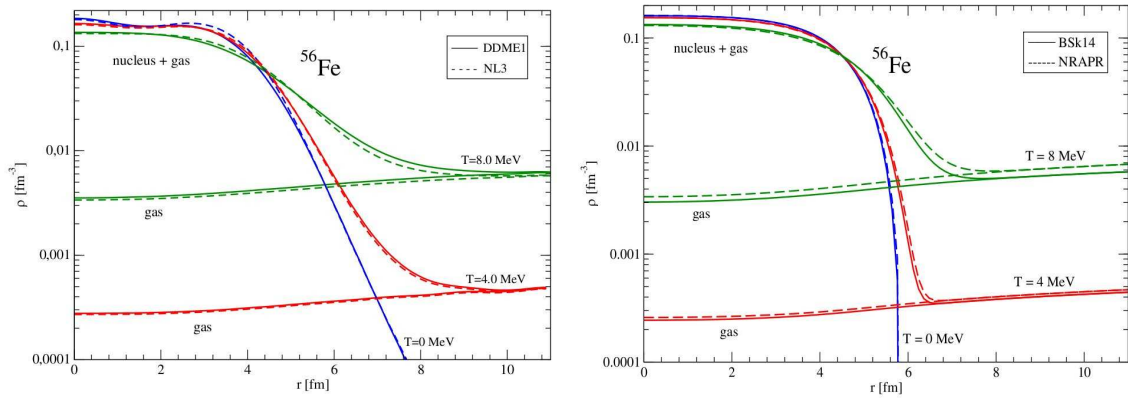 0.1
0,01
0,001
0,0001
ρ [fm⁻³]
0
2
4
6
8
10
r [fm]
nucleus + gas
⁵⁶Fe
DDME1
NL3
T=8.0 MeV
gas
T=4.0 MeV
gas
T=0 MeV
0.1
0.01
0.001
0.0001
ρ [fm⁻³]
0
2
4
6
8
10
r [fm]
nucleus + gas
⁵⁶Fe
BSk14
NRAPR
T = 8 MeV
gas
T = 4 MeV
gas
T = 0 MeV